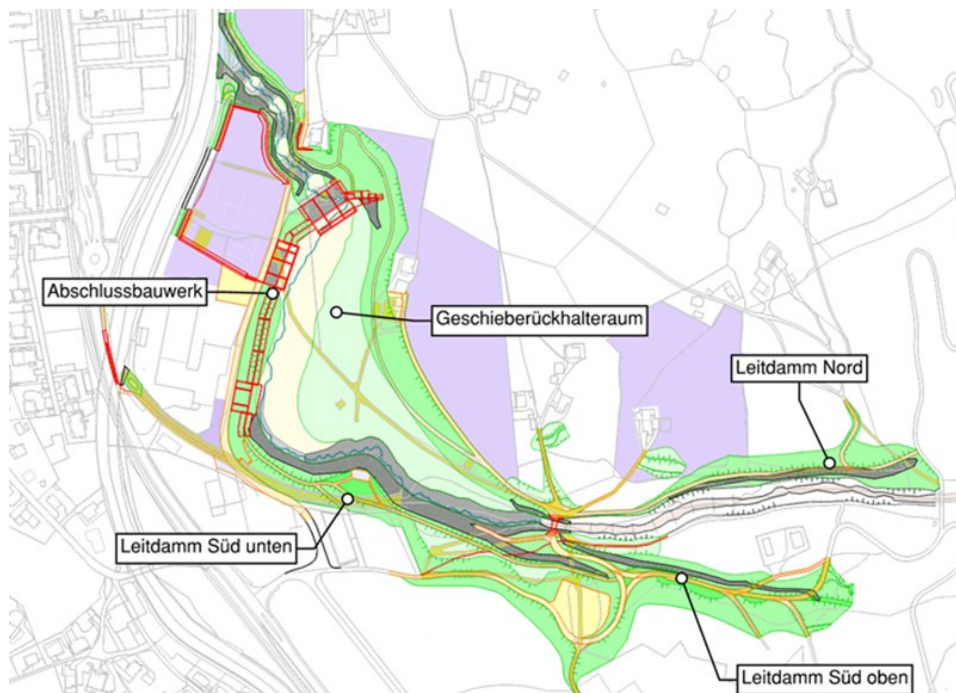 Abschlussbauwerk
Geschieberückhalteraum
Leitdamm Nord
Leitdamm Süd unten
Leitdamm Süd oben